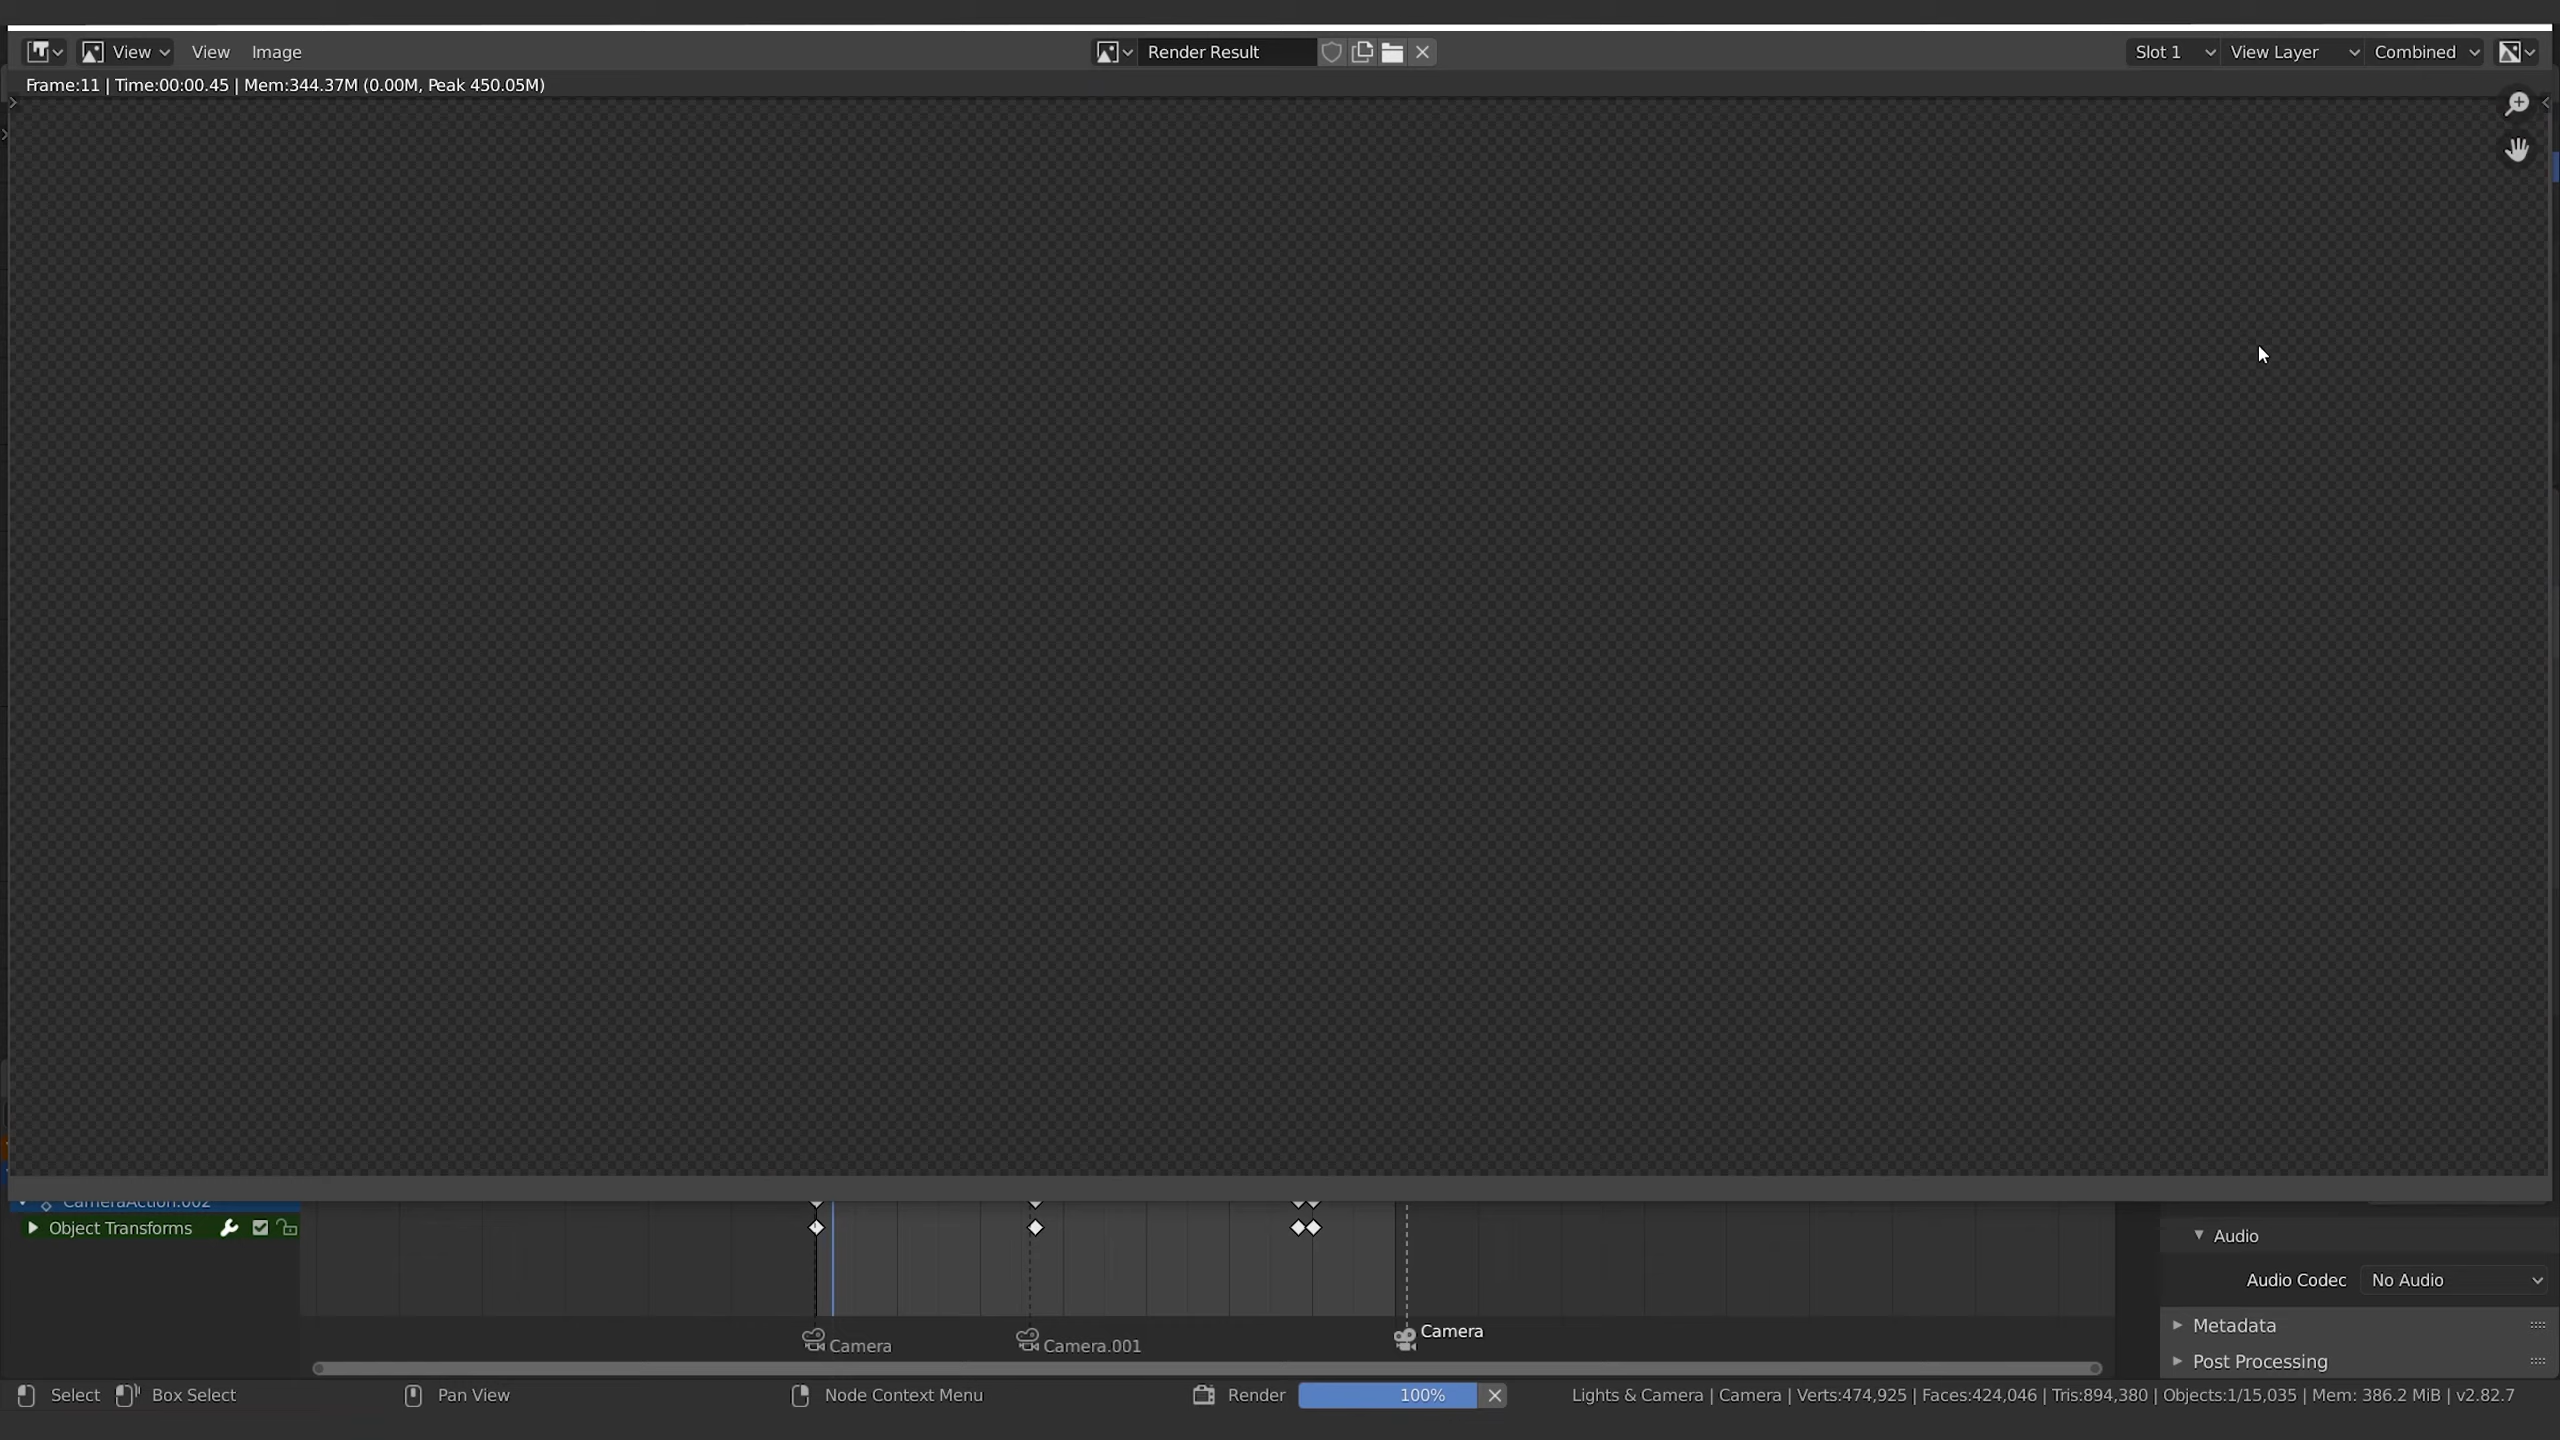 View View Image Render Result Slot 1 View Layer Combined
Frame:11 | Time:00:00.45 | Mem:344.37M (0.00M, Peak 450.05M)
CameraAction.002
Object Transforms
Audio
Audio Codec No Audio
Camera Camera.001 Camera
Metadata
Post Processing
Select Box Select Pan View Node Context Menu Render 100% Lights & Camera | Camera | Verts:474,925 | Faces:424,046 | Tris:894,380 | Objects:1/15,035 | Mem: 386.2 MiB | v2.82.7